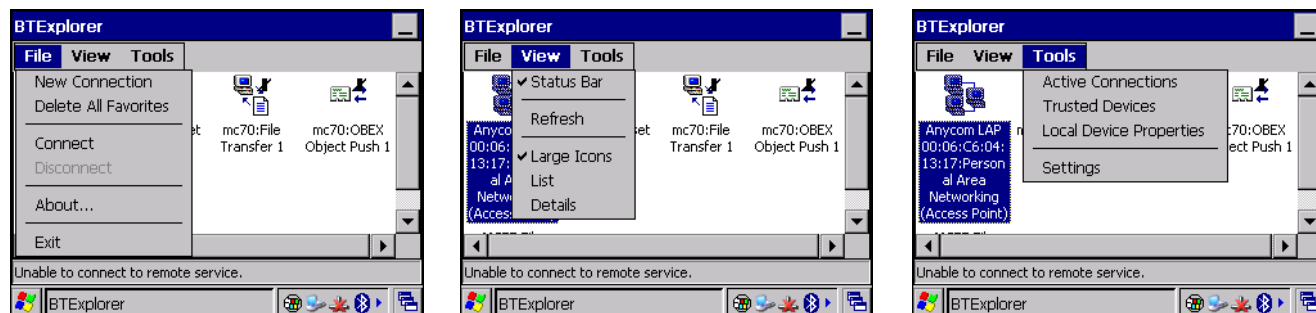 BTExplorer
File View Tools
New Connection
Delete All Favorites
Connect
Disconnect
About...
Exit
et
mc70:File
Transfer 1
mc70:OBEX
Object Push 1
Unable to connect to remote service.
BTExplorer
BTExplorer
File View Tools
Status Bar
Refresh
Large Icons
List
Details
Anyco
00:06:
13:17:
al A
Netw
(Acces
set
mc70:File
Transfer 1
mc70:OBEX
Object Push 1
Unable to connect to remote service.
BTExplorer
BTExplorer
File View Tools
Active Connections
Trusted Devices
Local Device Properties
Settings
Anycom LAP
00:06:C6:04:
13:17:Person
al Area
Networking
(Access Point)
:70:OBEX
ect Push 1
Unable to connect to remote service.
BTExplorer